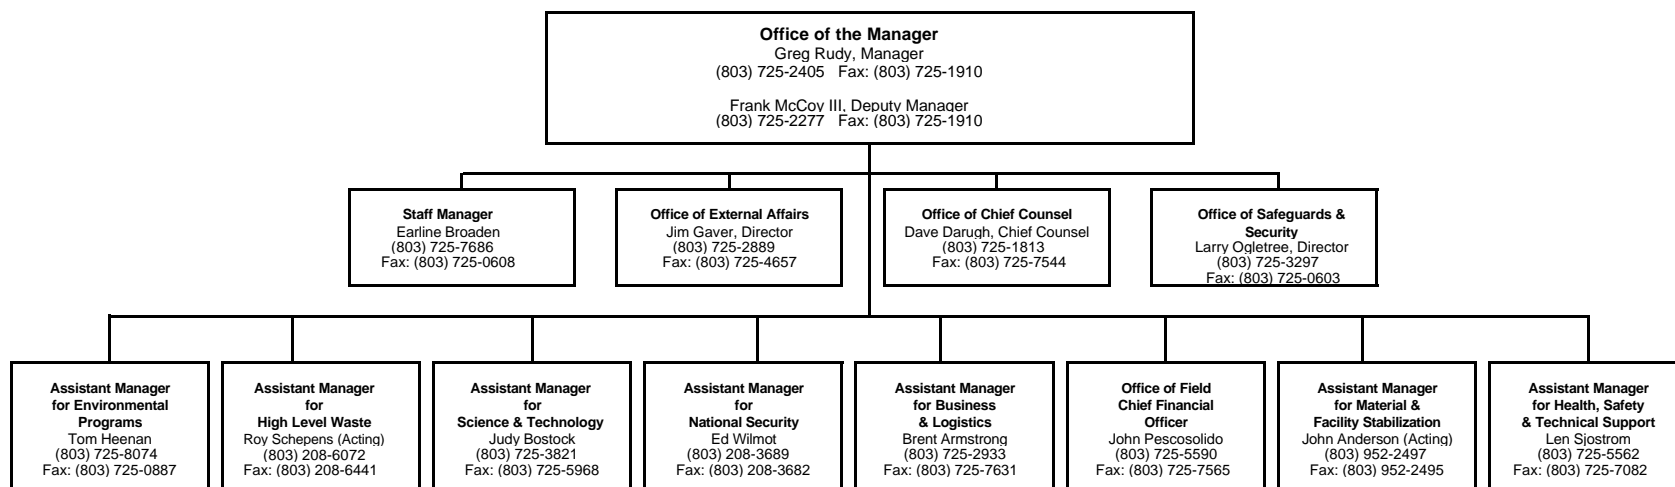 Office of the Manager
Greg Rudy, Manager
(803) 725-2405 Fax: (803) 725-1910
Frank McCoy III, Deputy Manager
(803) 725-2277 Fax: (803) 725-1910
Staff Manager
Earline Broaden
(803) 725-7686
Fax: (803) 725-0608
Office of External Affairs
Jim Gaver, Director
(803) 725-2889
Fax: (803) 725-4657
Office of Chief Counsel
Dave Darugh, Chief Counsel
(803) 725-1813
Fax: (803) 725-7544
Office of Safeguards &
Security
Larry Ogletree, Director
(803) 725-3297
Fax: (803) 725-0603
Assistant Manager
for Environmental
Programs
Tom Heenan
(803) 725-8074
Fax: (803) 725-0887
Assistant Manager
for
High Level Waste
Roy Schepens (Acting)
(803) 208-6072
Fax: (803) 208-6441
Assistant Manager
for
Science & Technology
Judy Bostock
(803) 725-3821
Fax: (803) 725-5968
Assistant Manager
for
National Security
Ed Wilmot
(803) 208-3689
Fax: (803) 208-3682
Assistant Manager
for Business
& Logistics
Brent Armstrong
(803) 725-2933
Fax: (803) 725-7631
Office of Field
Chief Financial
Officer
John Pescosolido
(803) 725-5590
Fax: (803) 725-7565
Assistant Manager
for Material &
Facility Stabilization
John Anderson (Acting)
(803) 952-2497
Fax: (803) 952-2495
Assistant Manager
for Health, Safety
& Technical Support
Len Sjostrom
(803) 725-5562
Fax: (803) 725-7082